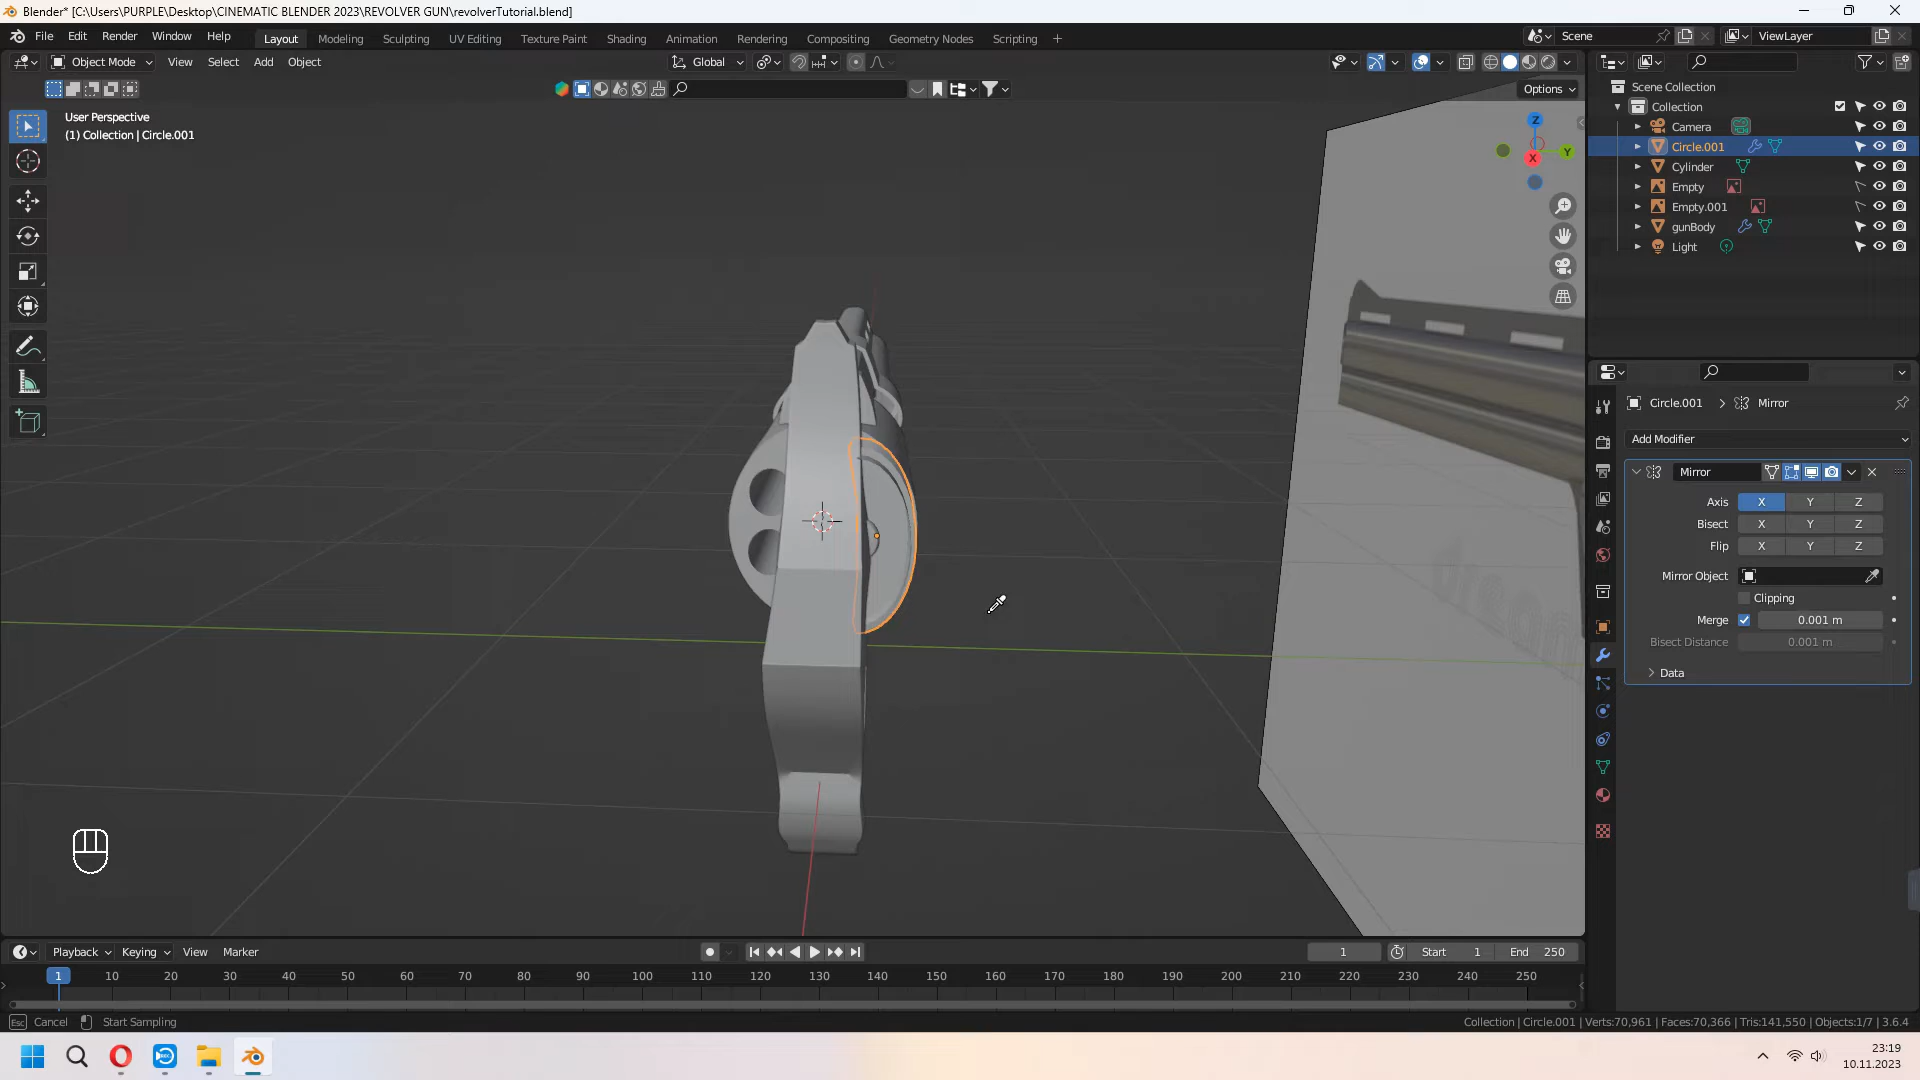 Blender* [C:\Users\PURPLE\Desktop\CINEMATIC BLENDER 2023\REVOLVER GUN\revolverTutorial.blend]
File Edit Render Window Help Layout Modeling Sculpting UV Editing Texture Paint Shading Animation Rendering Compositing Geometry Nodes Scripting + Scene ViewLayer
Object Mode View Select Add Object Global
Options
User Perspective
(1) Collection | Circle.001
Z
Y
X
Scene Collection
Collection
Camera
Circle.001
Cylinder
Empty
Empty.001
gunBody
Light
Circle.001 > Mirror
Add Modifier
Mirror
Axis X Y Z
Bisect X Y Z
Flip X Y Z
Mirror Object
Clipping
Merge 0.001 m
Bisect Distance 0.001 m
Data
Playback Keying View Marker 1 Start 1 End 250
1 10 20 30 40 50 60 70 80 90 100 110 120 130 140 150 160 170 180 190 200 210 220 230 240 250
Esc Cancel Start Sampling Collection | Circle.001 | Verts:70,961 | Faces:70,366 | Tris:141,550 | Objects:1/7 | 3.6.4
REC
23:19
10.11.2023